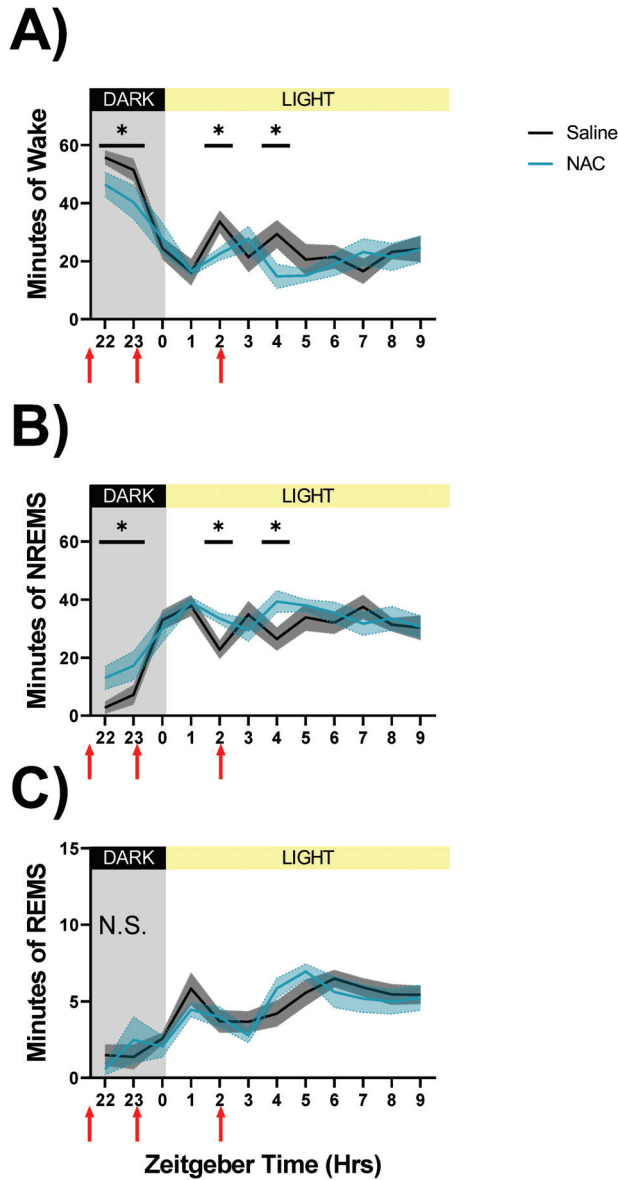 A)
DARK LIGHT
* * *
Saline
NAC
Minutes of Wake
60
40
20
0
22 23 0 1 2 3 4 5 6 7 8 9
B)
DARK LIGHT
* * *
Minutes of NREMS
60
40
20
0
22 23 0 1 2 3 4 5 6 7 8 9
C)
DARK LIGHT
N.S.
Minutes of REMS
15
10
5
0
22 23 0 1 2 3 4 5 6 7 8 9
Zeitgeber Time (Hrs)